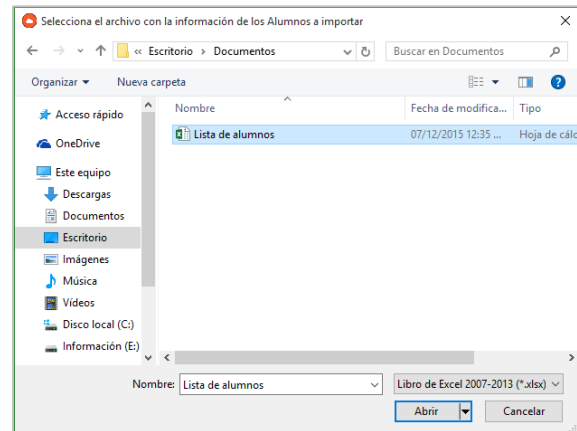 Selecciona el archivo con la información de los Alumnos a importar
« Escritorio > Documentos
Buscar en Documentos
Organizar
Nueva carpeta
Nombre
Fecha de modifica...
Tipo
Lista de alumnos
07/12/2015 12:35 ...
Hoja de cálc
Acceso rápido
OneDrive
Este equipo
Descargas
Documentos
Escritorio
Imágenes
Música
Vídeos
Disco local (C:)
Información (E:)
Nombre: Lista de alumnos
Libro de Excel 2007-2013 (*.xlsx)
Abrir
Cancelar